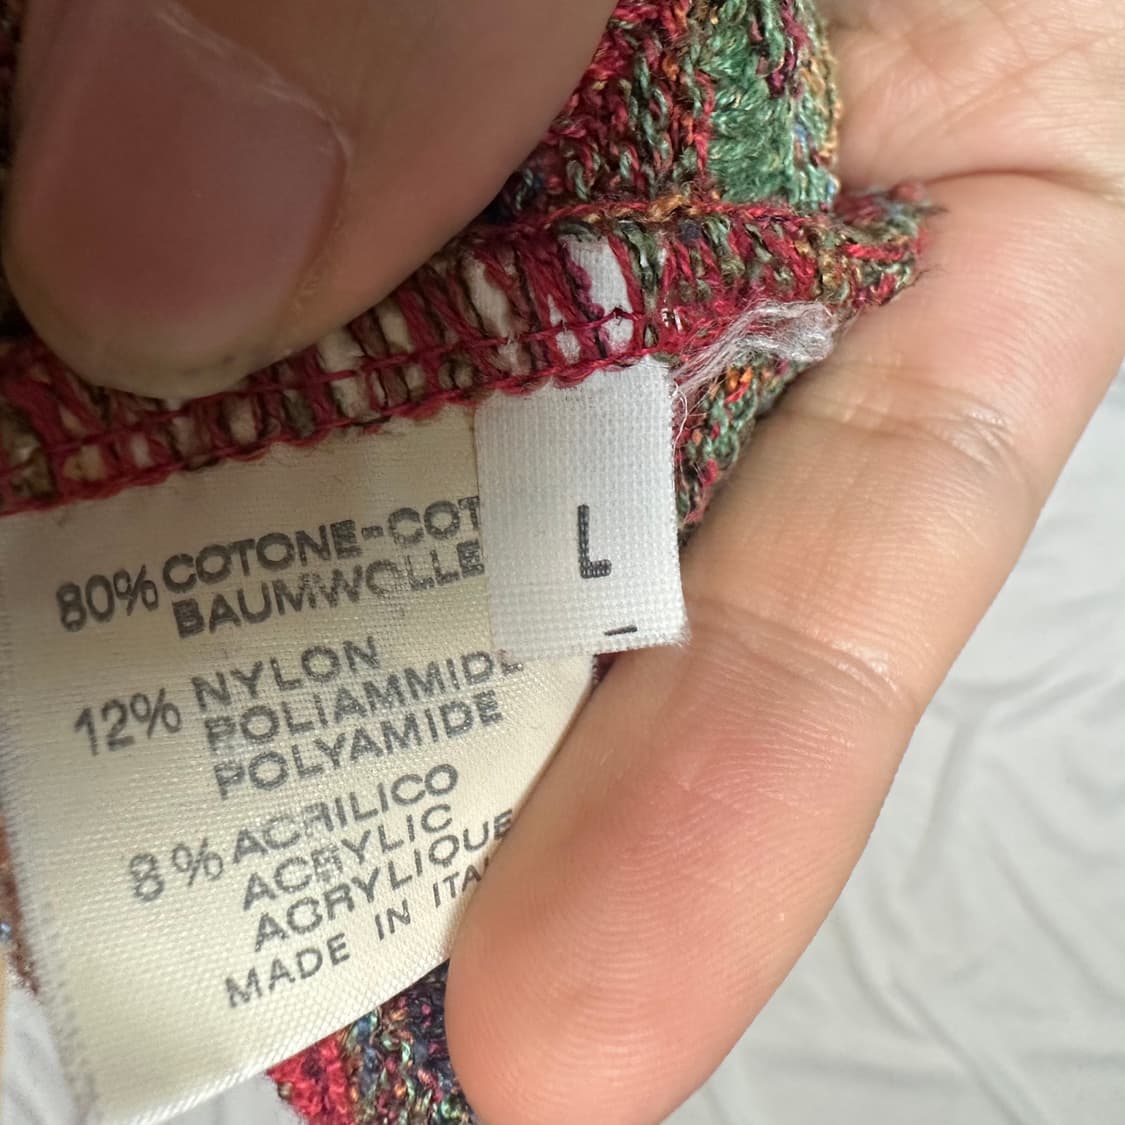 80% COTONE-COT
BAUMWOLLE
12% NYLON
POLIAMMIDE
POLYAMIDE
8% ACRILICO
ACRYLIC
ACRYLIQUE
MADE IN ITA
L